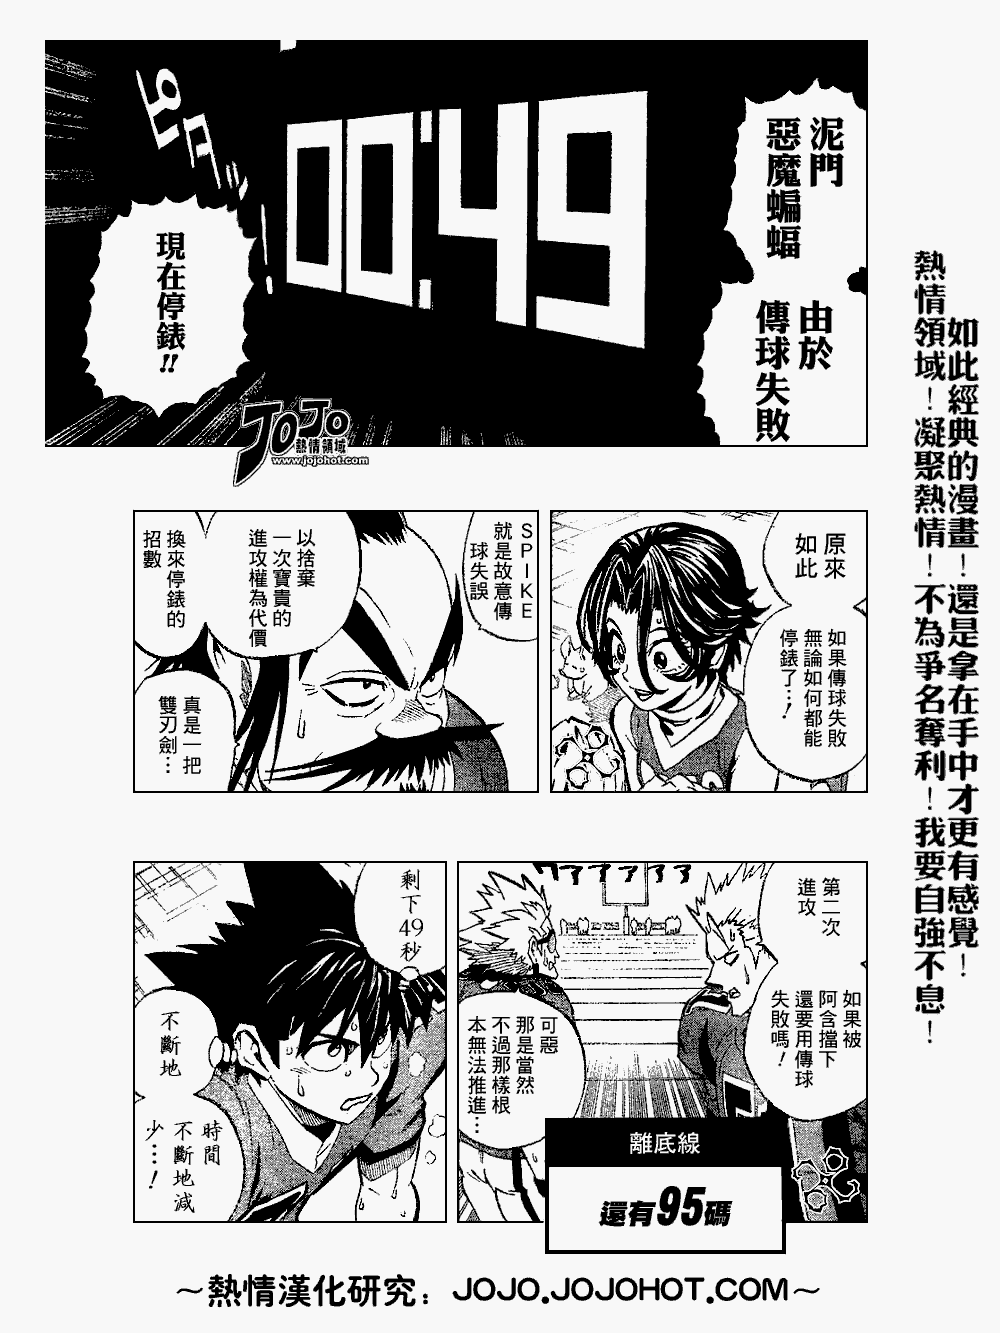 00:49
泥門
惡魔蝙蝠
由於
傳球失敗
現在停錶!!
JOJO
熱情領域
www.jojohot.com
原來
如此
如果傳球失敗
無論如何都能
停錶了…！
SPIKE
就是故意傳
球失誤
以捨棄
一次寶貴的
進攻權為代價
換來停錶的
招數
真是一把
雙刃劍…
第二次
進攻
如果被
阿含擋下
還要用傳球
失敗嗎！
可惡
那是當然
不過那樣根
本無法推進…
離底線
還有95碼
剩下49秒
不斷地
時間
不斷地減
少…！
如此經典的漫畫！還是拿在手中才更有感覺！
熱情領域！凝聚熱情！不為爭名奪利！我要自強不息！
～熱情漢化研究：JOJO.JOJOHOT.COM～